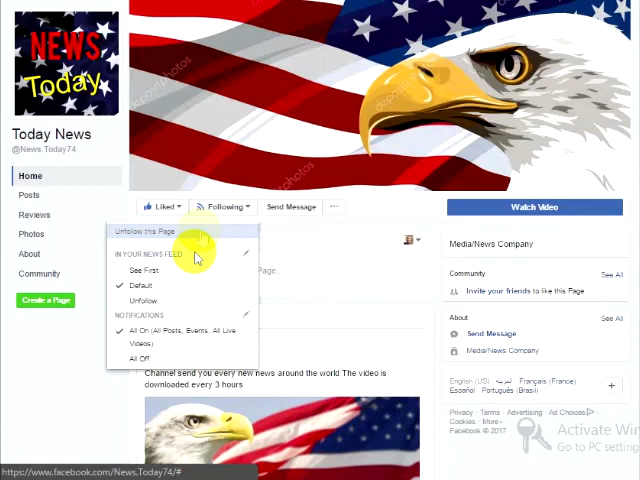 NEWS
Today
depositphotos
depositphotos
depositphotos
Today News
@News.Today74
Home
Posts
Reviews
Photos
About
Community
Create a Page
Liked
Following
Send Message
...
Watch Video
Unfollow this Page
IN YOUR NEWS FEED
See First
Default
Unfollow
NOTIFICATIONS
All On (All Posts, Events, All Live
Videos)
All Off
Page..
Channel send you every new news around the world The video is
downloaded every 3 hours
Media/News Company
Community
See All
Invite your friends to like this Page
About
See All
Send Message
Media/News Company
English (US) · العربية · Français (France) ·
Español · Português (Brasil)
+
Privacy · Terms · Advertising · Ad Choices ·
Cookies · More
Facebook © 2017
Activate Win
Go to PC setting
https://www.facebook.com/News.Today74/#